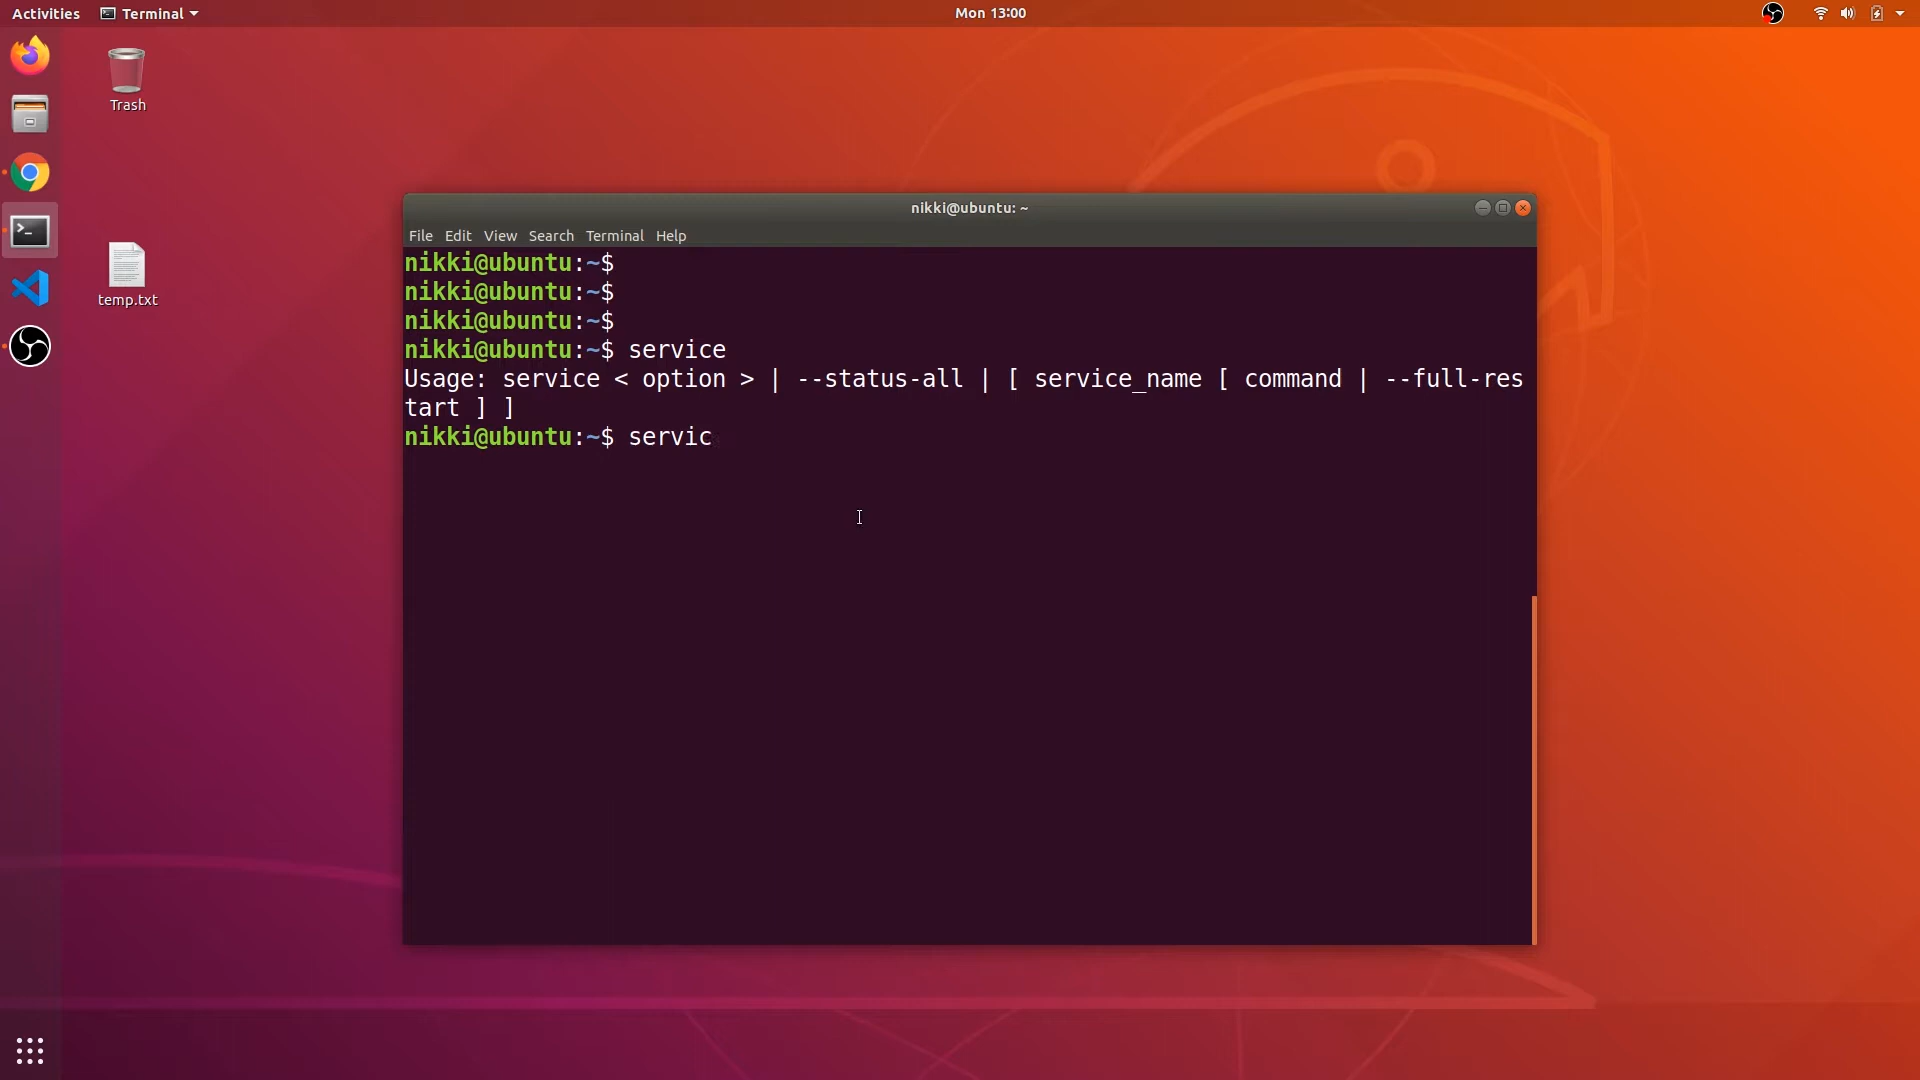 Activities Terminal Mon 13:00
Trash
temp.txt
nikki@ubuntu: ~
File Edit View Search Terminal Help
nikki@ubuntu:~$
nikki@ubuntu:~$
nikki@ubuntu:~$
nikki@ubuntu:~$ service
Usage: service < option > | --status-all | [ service_name [ command | --full-res
tart ] ]
nikki@ubuntu:~$ servic